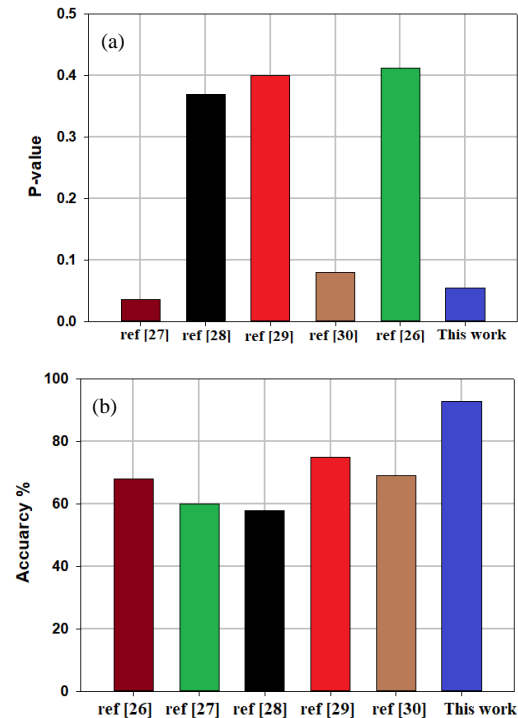 (a)
P-value
0.5
0.4
0.3
0.2
0.1
0.0
ref [27] ref [28] ref [29] ref [30] ref [26] This work
(b)
Accuarcy %
100
80
60
40
20
0
ref [26] ref [27] ref [28] ref [29] ref [30] This work